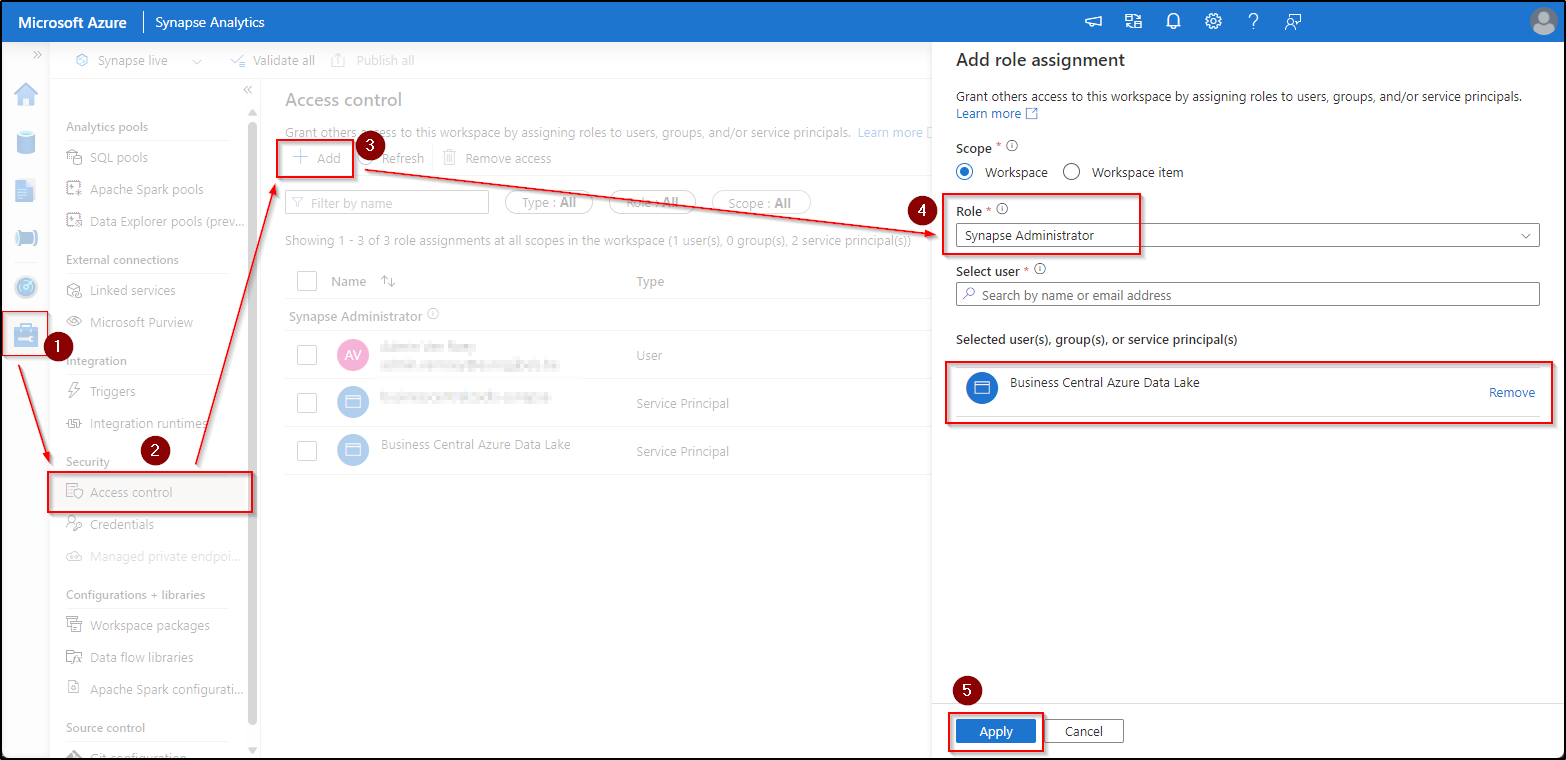 Microsoft Azure
Synapse Analytics
Synapse live
Validate all
Publish all
Analytics pools
SQL pools
Apache Spark pools
Data Explorer pools (prev...
External connections
Linked services
Microsoft Purview
1
Integration
Triggers
Integration runtimes
2
Security
Access control
Credentials
Managed private endpoi...
Configurations + libraries
Workspace packages
Data flow libraries
Apache Spark configurati...
Source control
Git configuration
Access control
Grant others access to this workspace by assigning roles to users, groups, and/or service principals. Learn more
3
Add
Refresh
Remove access
Filter by name
Type : All
Role : All
Scope : All
Showing 1 - 3 of 3 role assignments at all scopes in the workspace (1 user(s), 0 group(s), 2 service principal(s))
Name
Type
Synapse Administrator
AV
User
Service Principal
Business Central Azure Data Lake
Service Principal
Add role assignment
Grant others access to this workspace by assigning roles to users, groups, and/or service principals.
Learn more
Scope *
Workspace
Workspace item
4
Role *
Synapse Administrator
Select user *
Search by name or email address
Selected user(s), group(s), or service principal(s)
Business Central Azure Data Lake
Remove
5
Apply
Cancel